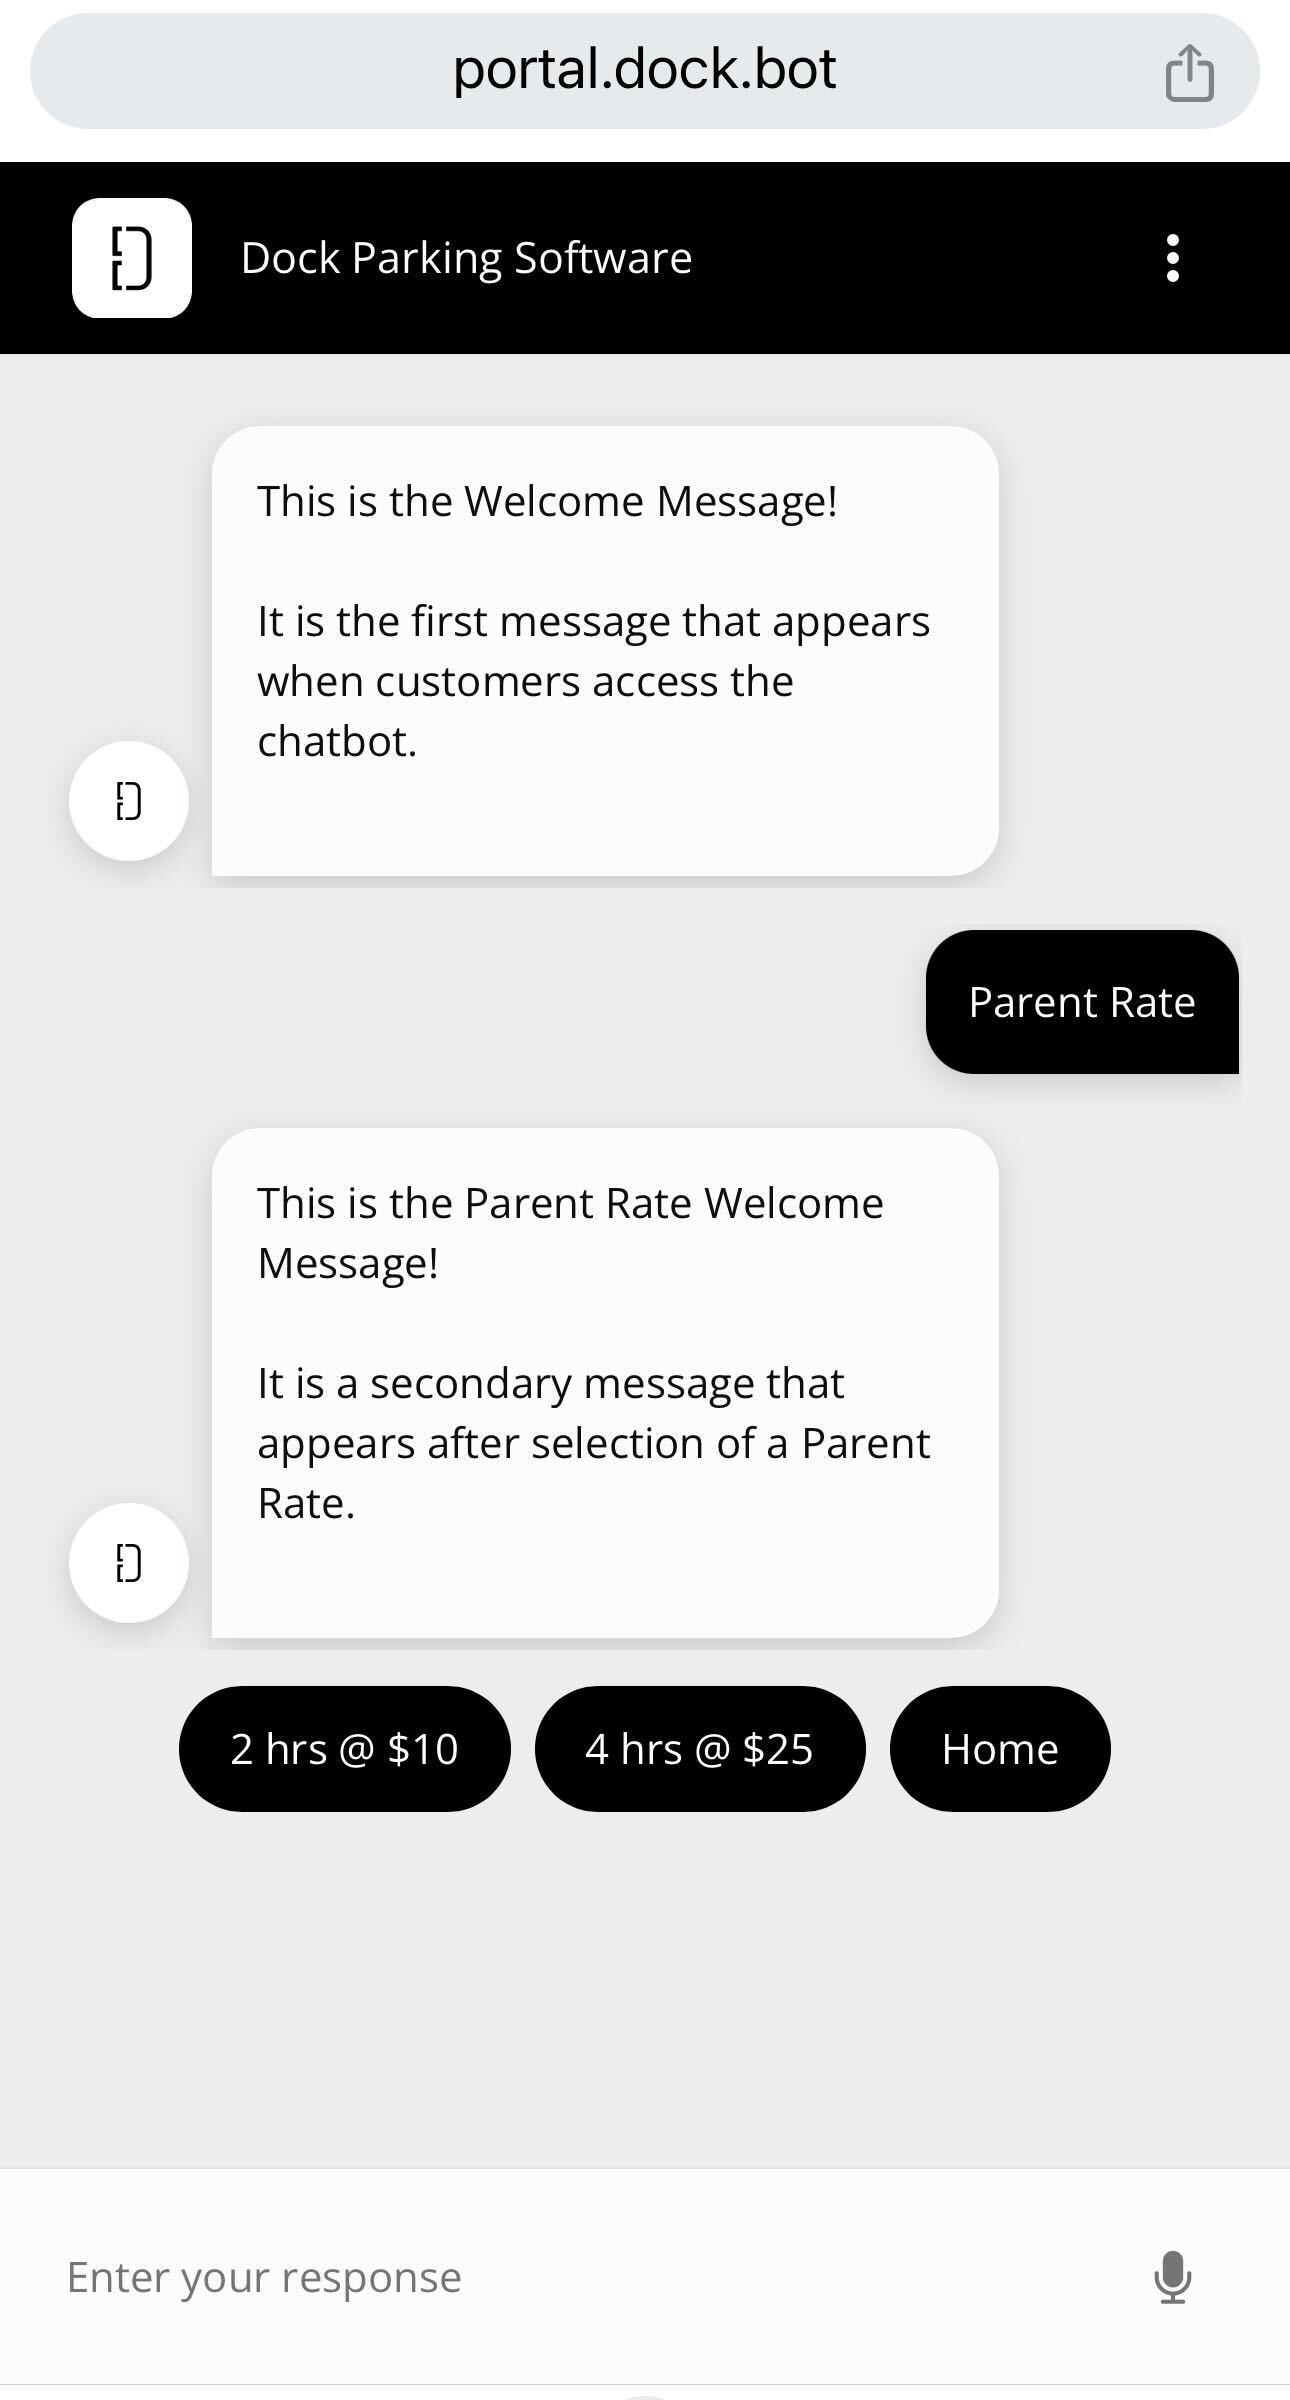 portal.dock.bot
Dock Parking Software
This is the Welcome Message!
It is the first message that appears
when customers access the
chatbot.
Parent Rate
This is the Parent Rate Welcome
Message!
It is a secondary message that
appears after selection of a Parent
Rate.
2 hrs @ $10
4 hrs @ $25
Home
Enter your response